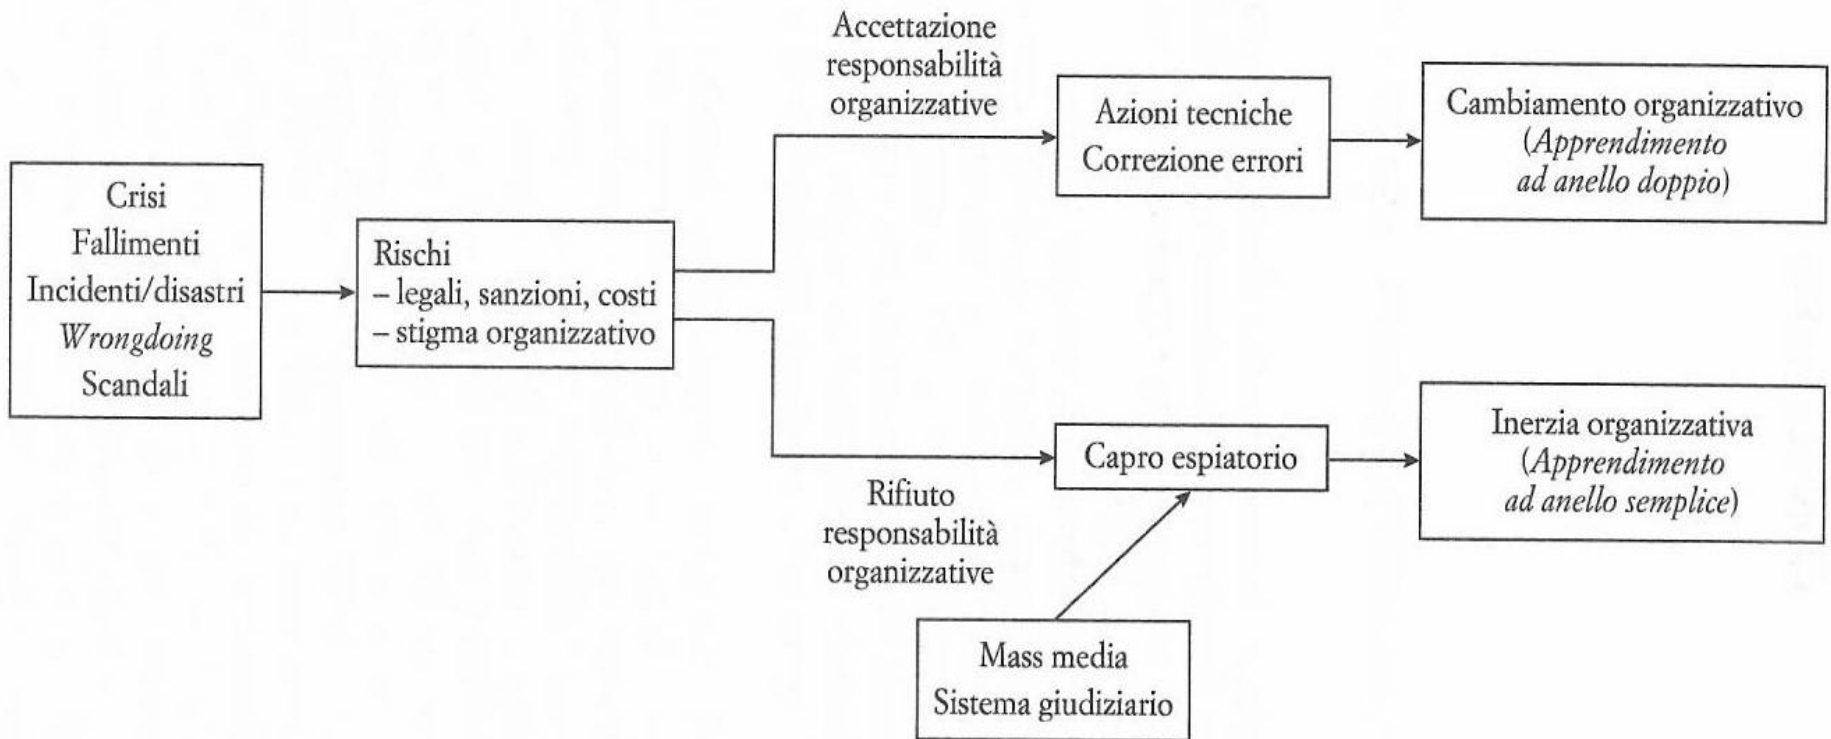 Crisi
Fallimenti
Incidenti/disastri
Wrongdoing
Scandali
Rischi
– legali, sanzioni, costi
– stigma organizzativo
Accettazione
responsabilità
organizzative
Azioni tecniche
Correzione errori
Cambiamento organizzativo
(Apprendimento
ad anello doppio)
Rifiuto
responsabilità
organizzative
Capro espiatorio
Inerzia organizzativa
(Apprendimento
ad anello semplice)
Mass media
Sistema giudiziario